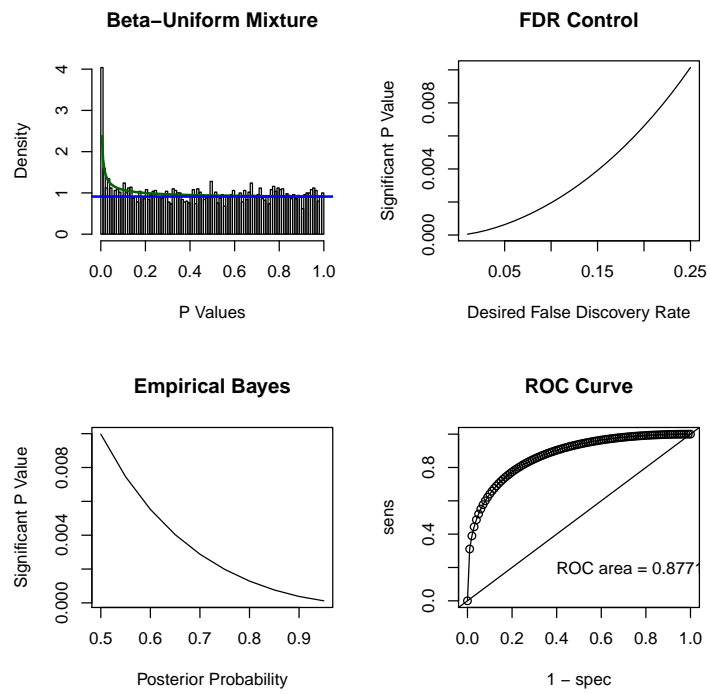 Beta−Uniform Mixture
Density
0 1 2 3 4
0.0 0.2 0.4 0.6 0.8 1.0
P Values
FDR Control
Significant P Value
0.000 0.004 0.008
0.05 0.15 0.25
Desired False Discovery Rate
Empirical Bayes
Significant P Value
0.000 0.004 0.008
0.5 0.6 0.7 0.8 0.9
Posterior Probability
ROC Curve
sens
0.0 0.4 0.8
ROC area = 0.877
0.0 0.2 0.4 0.6 0.8 1.0
1 − spec